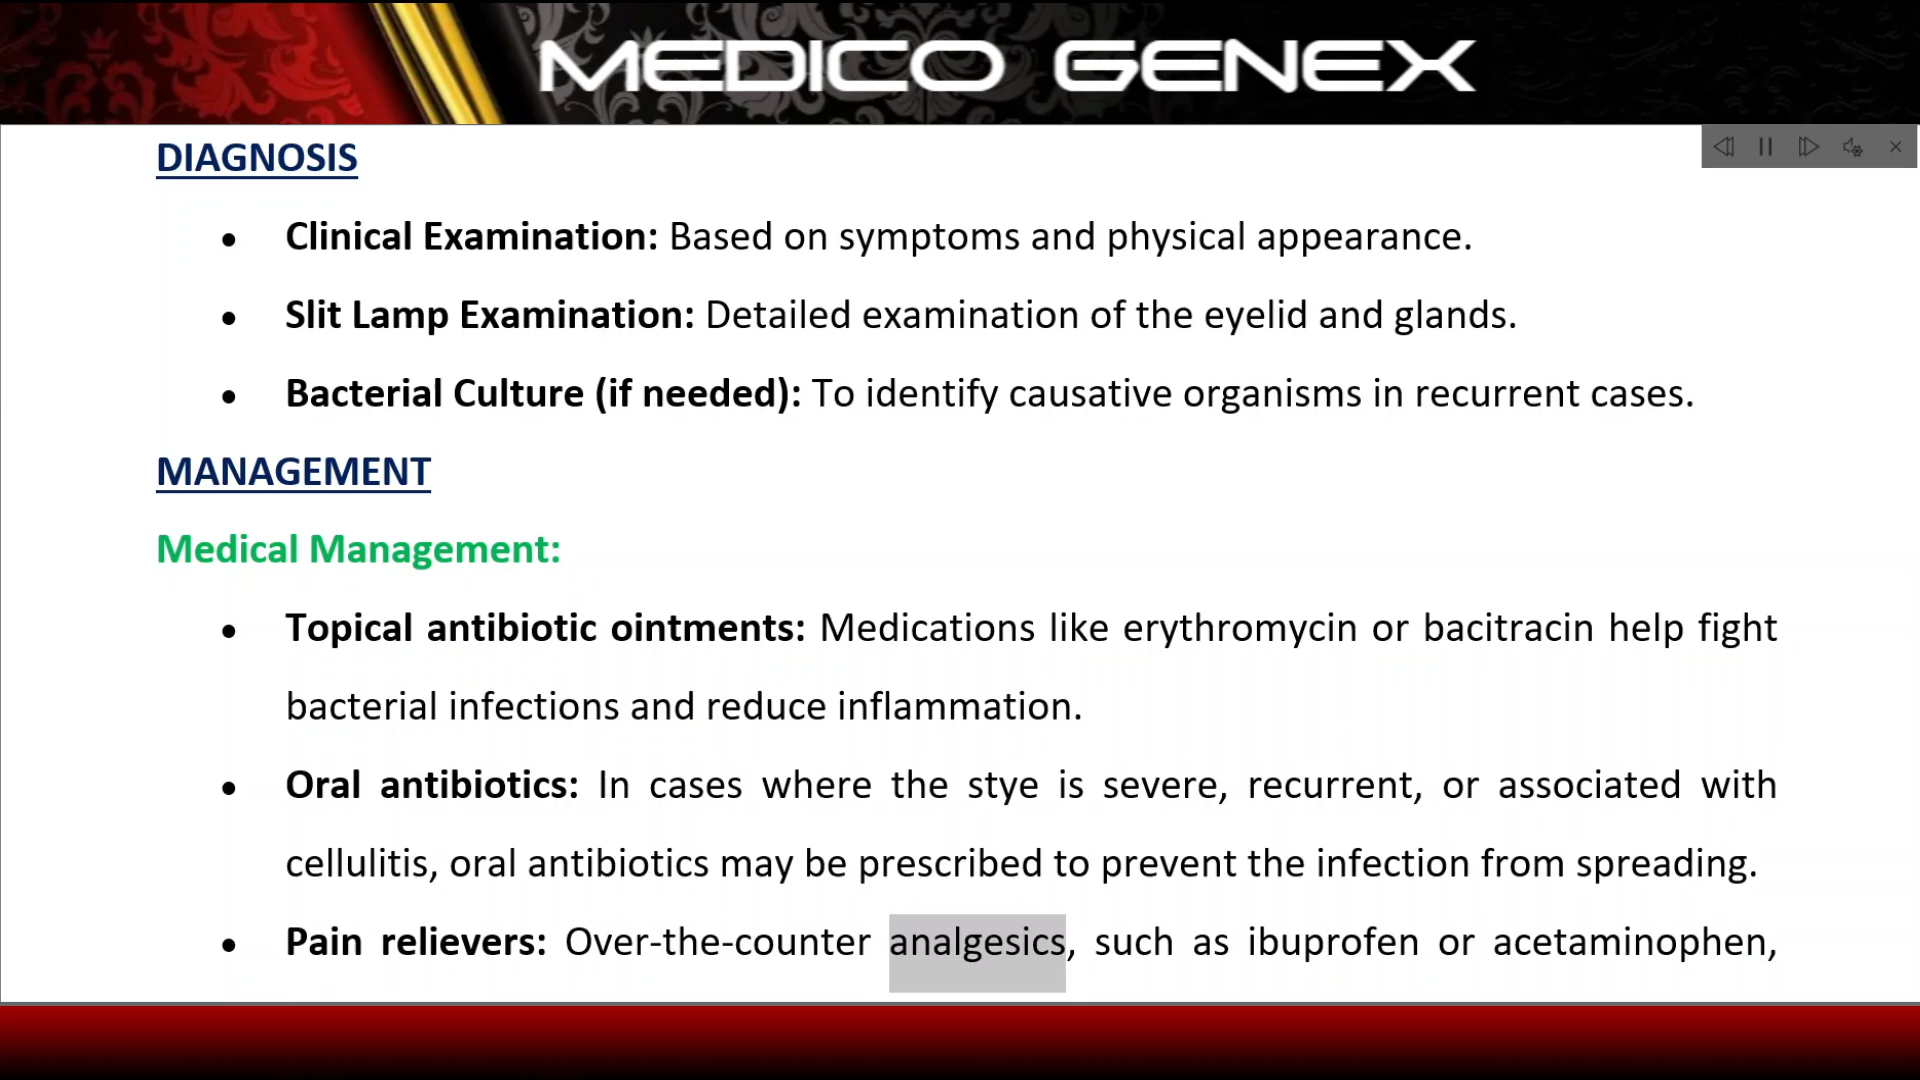 MEDICO GENEX
DIAGNOSIS
• Clinical Examination: Based on symptoms and physical appearance.
• Slit Lamp Examination: Detailed examination of the eyelid and glands.
• Bacterial Culture (if needed): To identify causative organisms in recurrent cases.
MANAGEMENT
Medical Management:
• Topical antibiotic ointments: Medications like erythromycin or bacitracin help fight
bacterial infections and reduce inflammation.
• Oral antibiotics: In cases where the stye is severe, recurrent, or associated with
cellulitis, oral antibiotics may be prescribed to prevent the infection from spreading.
• Pain relievers: Over-the-counter analgesics, such as ibuprofen or acetaminophen,